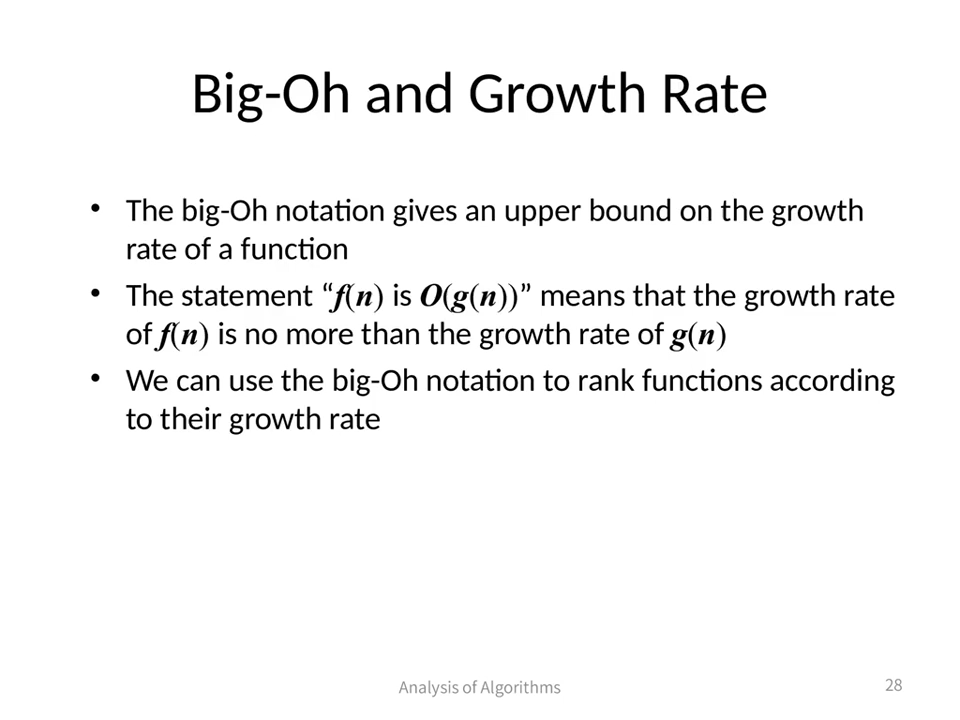 Big-Oh and Growth Rate
• The big-Oh notation gives an upper bound on the growth
rate of a function
• The statement “f(n) is O(g(n))” means that the growth rate
of f(n) is no more than the growth rate of g(n)
• We can use the big-Oh notation to rank functions according
to their growth rate
Analysis of Algorithms
28